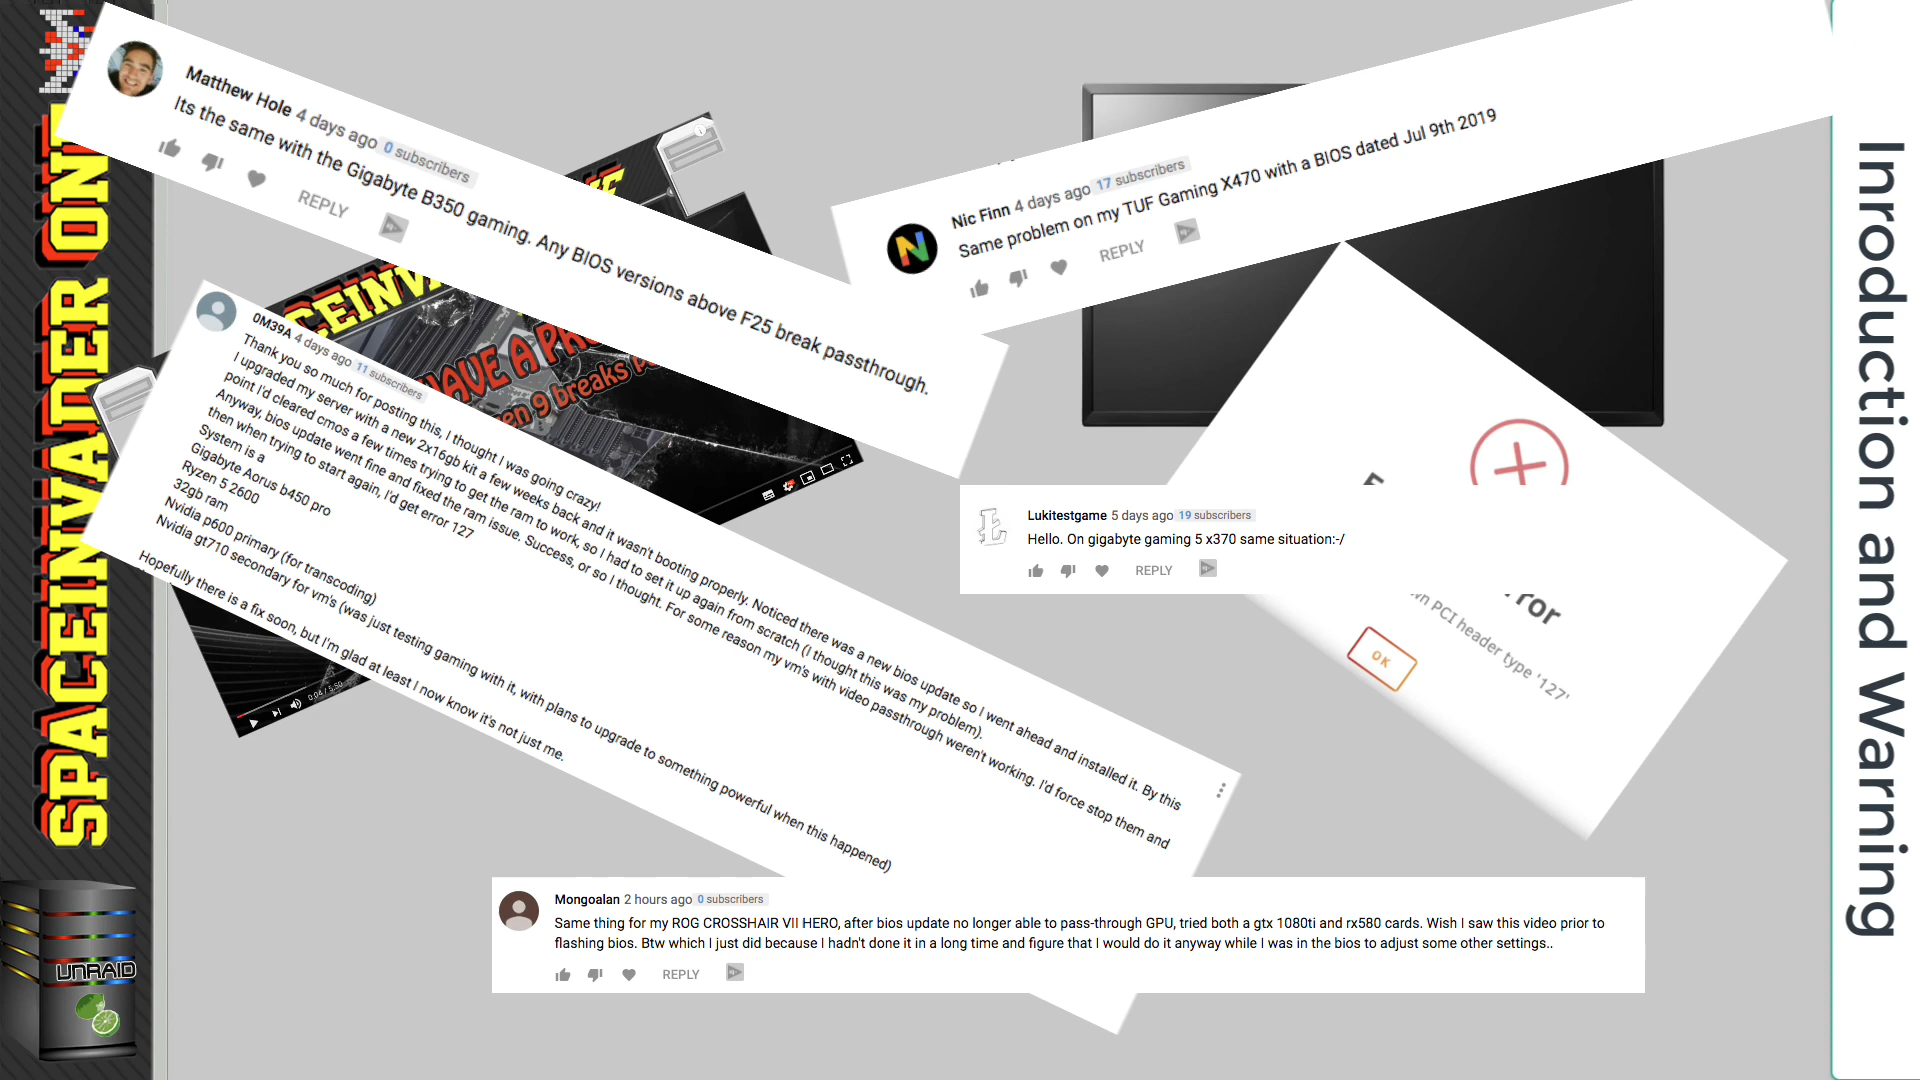 SPACEINVADER ONE
UNRAID
Inroduction and Warning
Matthew Hole 4 days ago 0 subscribers
Its the same with the Gigabyte B350 gaming. Any BIOS versions above F25 break passthrough.
REPLY
Nic Finn 4 days ago 17 subscribers
Same problem on my TUF Gaming X470 with a BIOS dated Jul 9th 2019
REPLY
CEINV
HAVE A PR
en 9 breaks p
0M39A 4 days ago 11 subscribers
Thank you so much for posting this, I thought I was going crazy!
I upgraded my server with a new 2x16gb kit a few weeks back and it wasn't booting properly. Noticed there was a new bios update so I went ahead and installed it. By this
point I'd cleared cmos a few times trying to get the ram to work, so I had to set it up again from scratch (I thought this was my problem).
Anyway, bios update went fine and fixed the ram issue. Success, or so I thought. For some reason my vm's with video passthrough weren't working. I'd force stop them and
then when trying to start again, I'd get error 127
System is a
Gigabyte Aorus b450 pro
Ryzen 5 2600
32gb ram
Nvidia p600 primary (for transcoding)
Nvidia gt710 secondary for vm's (was just testing gaming with it, with plans to upgrade to something powerful when this happened)
Hopefully there is a fix soon, but I'm glad at least I now know it's not just me.
0:04 / 5:50
Lukitestgame 5 days ago 19 subscribers
Hello. On gigabyte gaming 5 x370 same situation:-/
REPLY
E
rror
wn PCI header type '127'
OK
Mongoalan 2 hours ago 0 subscribers
Same thing for my ROG CROSSHAIR VII HERO, after bios update no longer able to pass-through GPU, tried both a gtx 1080ti and rx580 cards. Wish I saw this video prior to
flashing bios. Btw which I just did because I hadn't done it in a long time and figure that I would do it anyway while I was in the bios to adjust some other settings..
REPLY